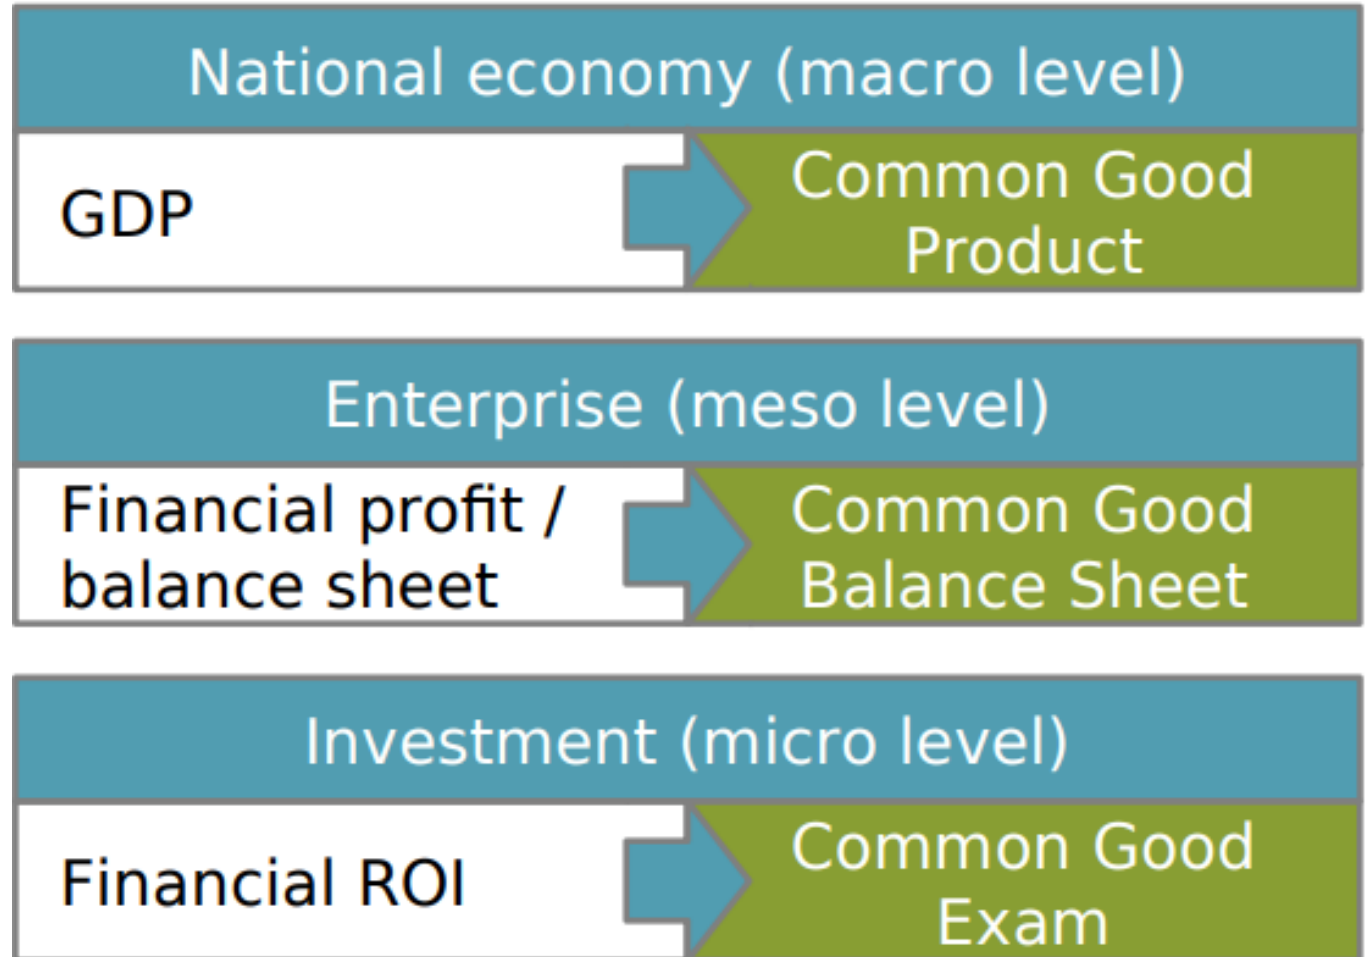 National economy (macro level)
GDP
Common Good
Product
Enterprise (meso level)
Financial profit /
balance sheet
Common Good
Balance Sheet
Investment (micro level)
Financial ROI
Common Good
Exam